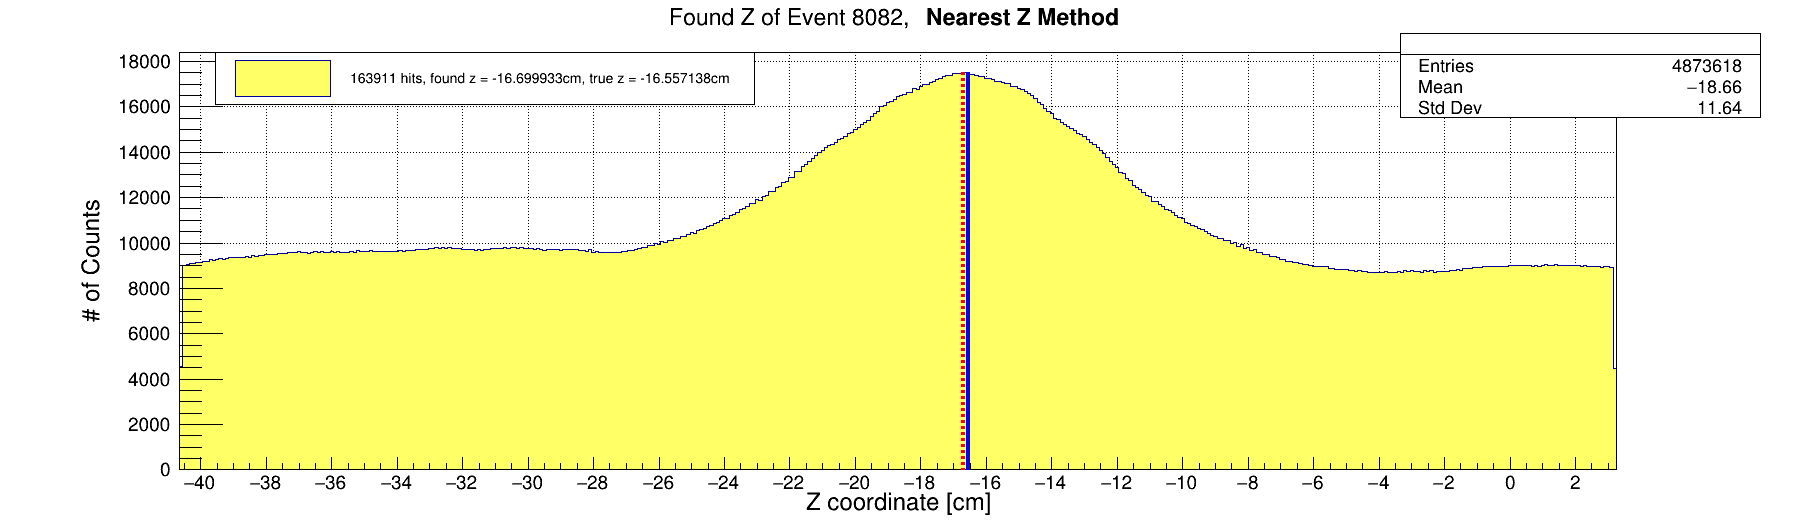 Found Z of Event 8082, Nearest Z Method
163911 hits, found z = -16.699933cm, true z = -16.557138cm
Entries 4873618
Mean −18.66
Std Dev 11.64
# of Counts
18000
16000
14000
12000
10000
8000
6000
4000
2000
0
−40 −38 −36 −34 −32 −30 −28 −26 −24 −22 −20 −18 −16 −14 −12 −10 −8 −6 −4 −2 0 2
Z coordinate [cm]